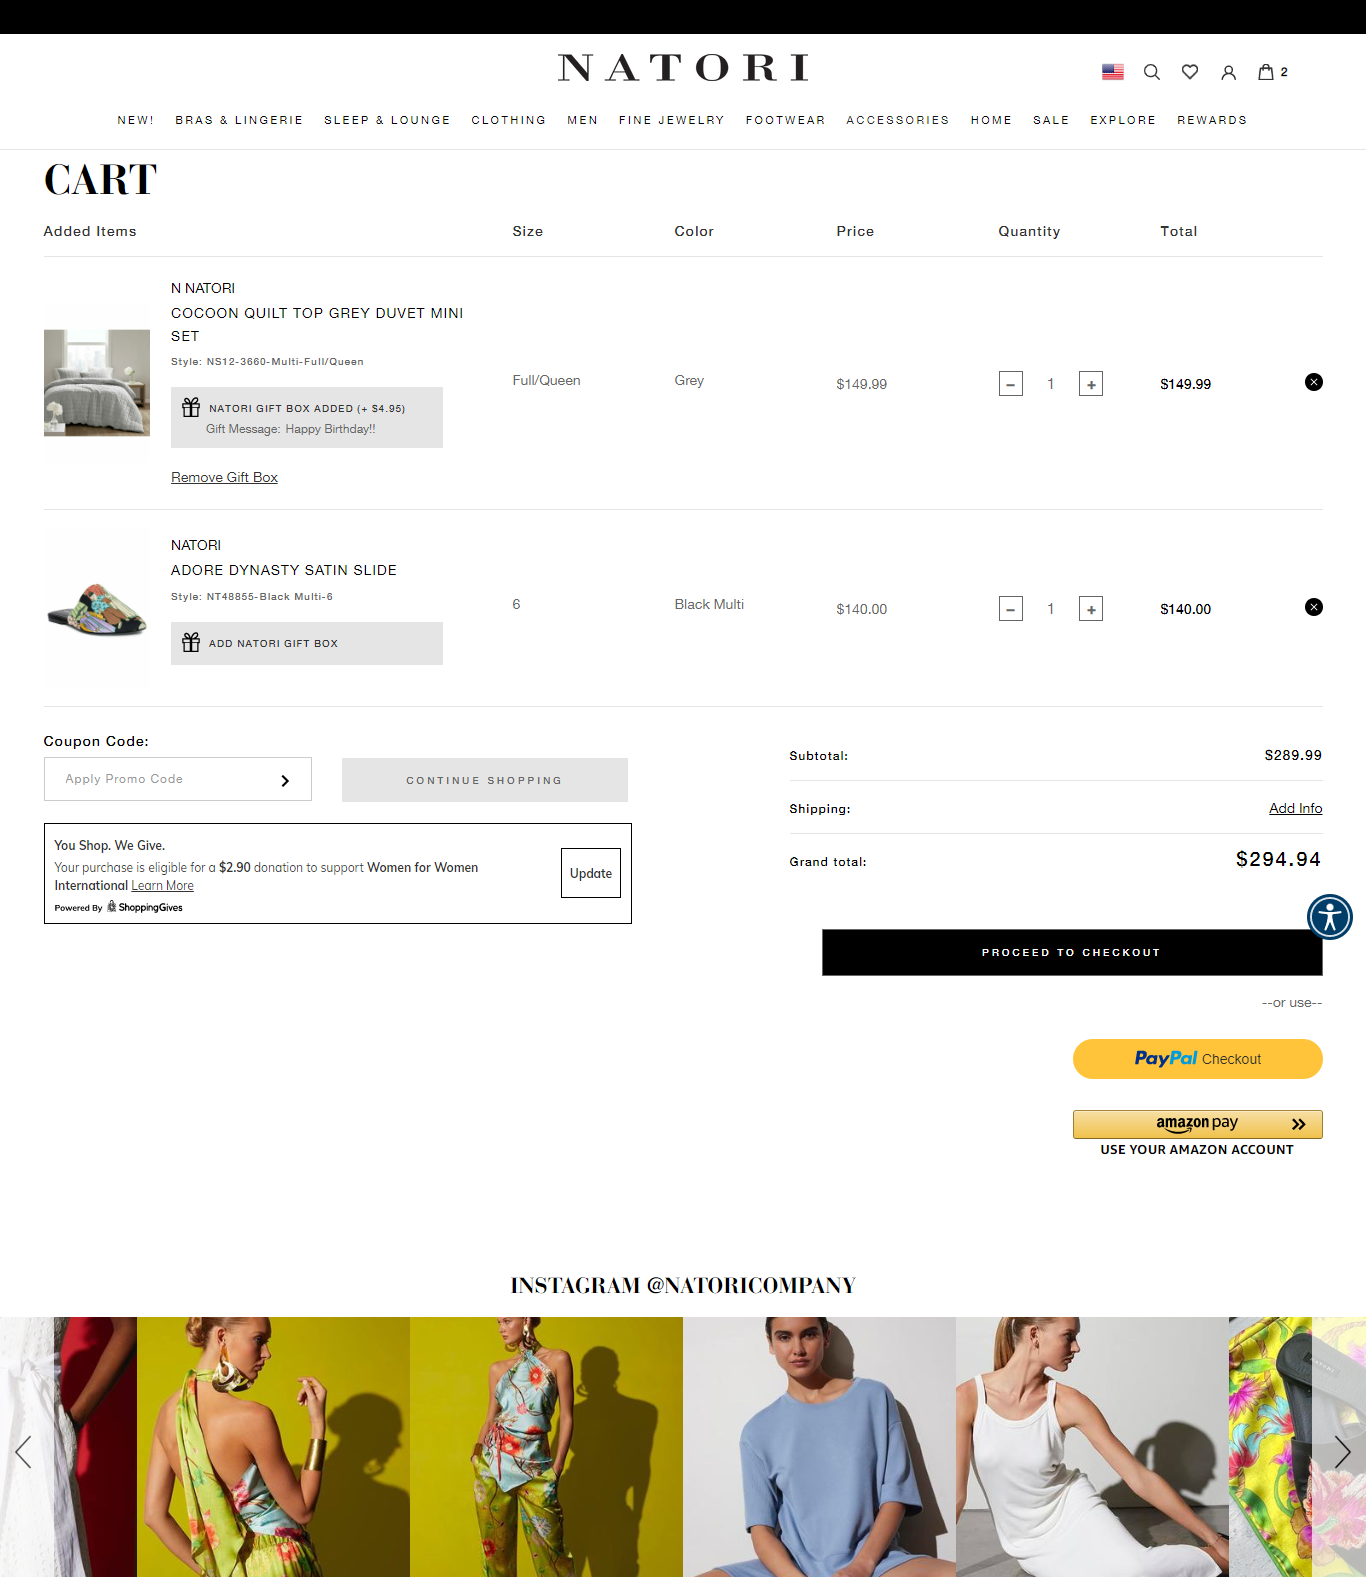 NATORI
2
NEW! BRAS & LINGERIE SLEEP & LOUNGE CLOTHING MEN FINE JEWELRY FOOTWEAR ACCESSORIES HOME SALE EXPLORE REWARDS
CART
Added Items Size Color Price Quantity Total
N NATORI
COCOON QUILT TOP GREY DUVET MINI
SET
Style: NS12-3660-Multi-Full/Queen
Full/Queen Grey $149.99 1 $149.99
NATORI GIFT BOX ADDED (+ $4.95)
Gift Message: Happy Birthday!!
Remove Gift Box
NATORI
ADORE DYNASTY SATIN SLIDE
Style: NT48855-Black Multi-6
6 Black Multi $140.00 1 $140.00
ADD NATORI GIFT BOX
Coupon Code:
Apply Promo Code
CONTINUE SHOPPING
You Shop. We Give.
Your purchase is eligible for a $2.90 donation to support Women for Women
International Learn More
Powered By ShoppingGives
Update
Subtotal: $289.99
Shipping: Add Info
Grand total: $294.94
PROCEED TO CHECKOUT
--or use--
PayPal Checkout
amazon pay
USE YOUR AMAZON ACCOUNT
INSTAGRAM @NATORICOMPANY